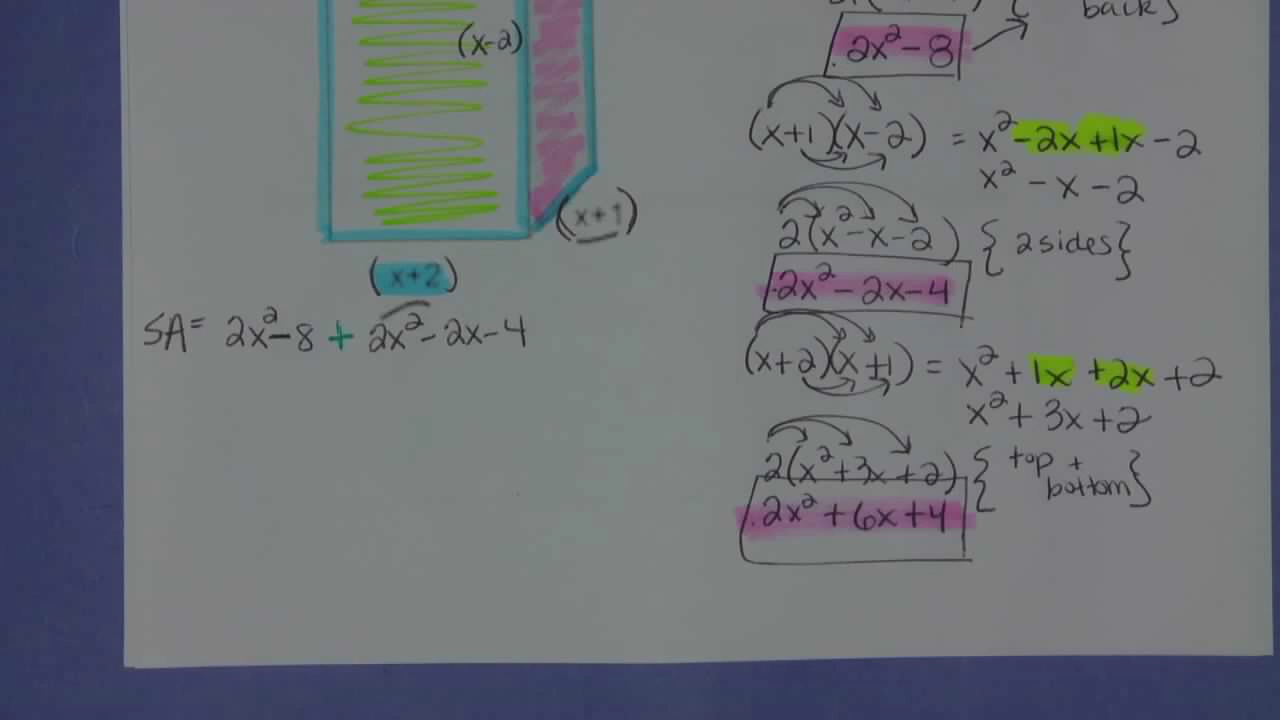 (x-2)
(x+1)
(x+2)
SA= 2x²-8 + 2x²-2x-4
back}
2x²-8
(x+1)(x-2) = x²-2x+1x-2
x²-x-2
2(x²-x-2) {2 sides}
2x²-2x-4
(x+2)(x+1) = x²+1x+2x+2
x²+3x+2
2(x²+3x+2) {top +
bottom}
2x²+6x+4